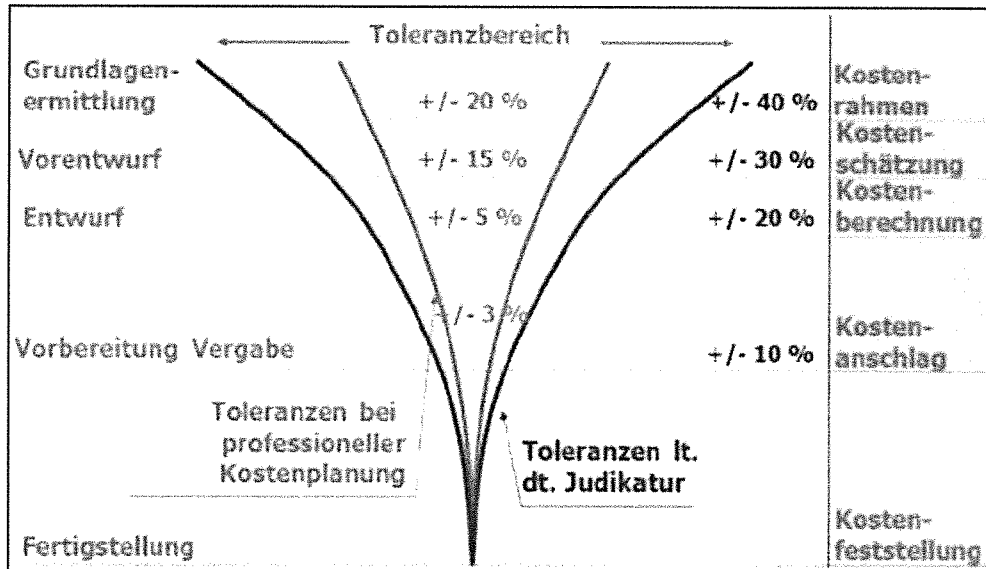 Toleranzbereich
Grundlagen-
ermittlung
+/- 20 %
+/- 40 %
Kosten-
rahmen
Vorentwurf
+/- 15 %
+/- 30 %
Kosten-
schätzung
Entwurf
+/- 5 %
+/- 20 %
Kosten-
berechnung
+/- 3 %
Vorbereitung Vergabe
+/- 10 %
Kosten-
anschlag
Toleranzen bei
professioneller
Kostenplanung
Toleranzen lt.
dt. Judikatur
Fertigstellung
Kosten-
feststellung